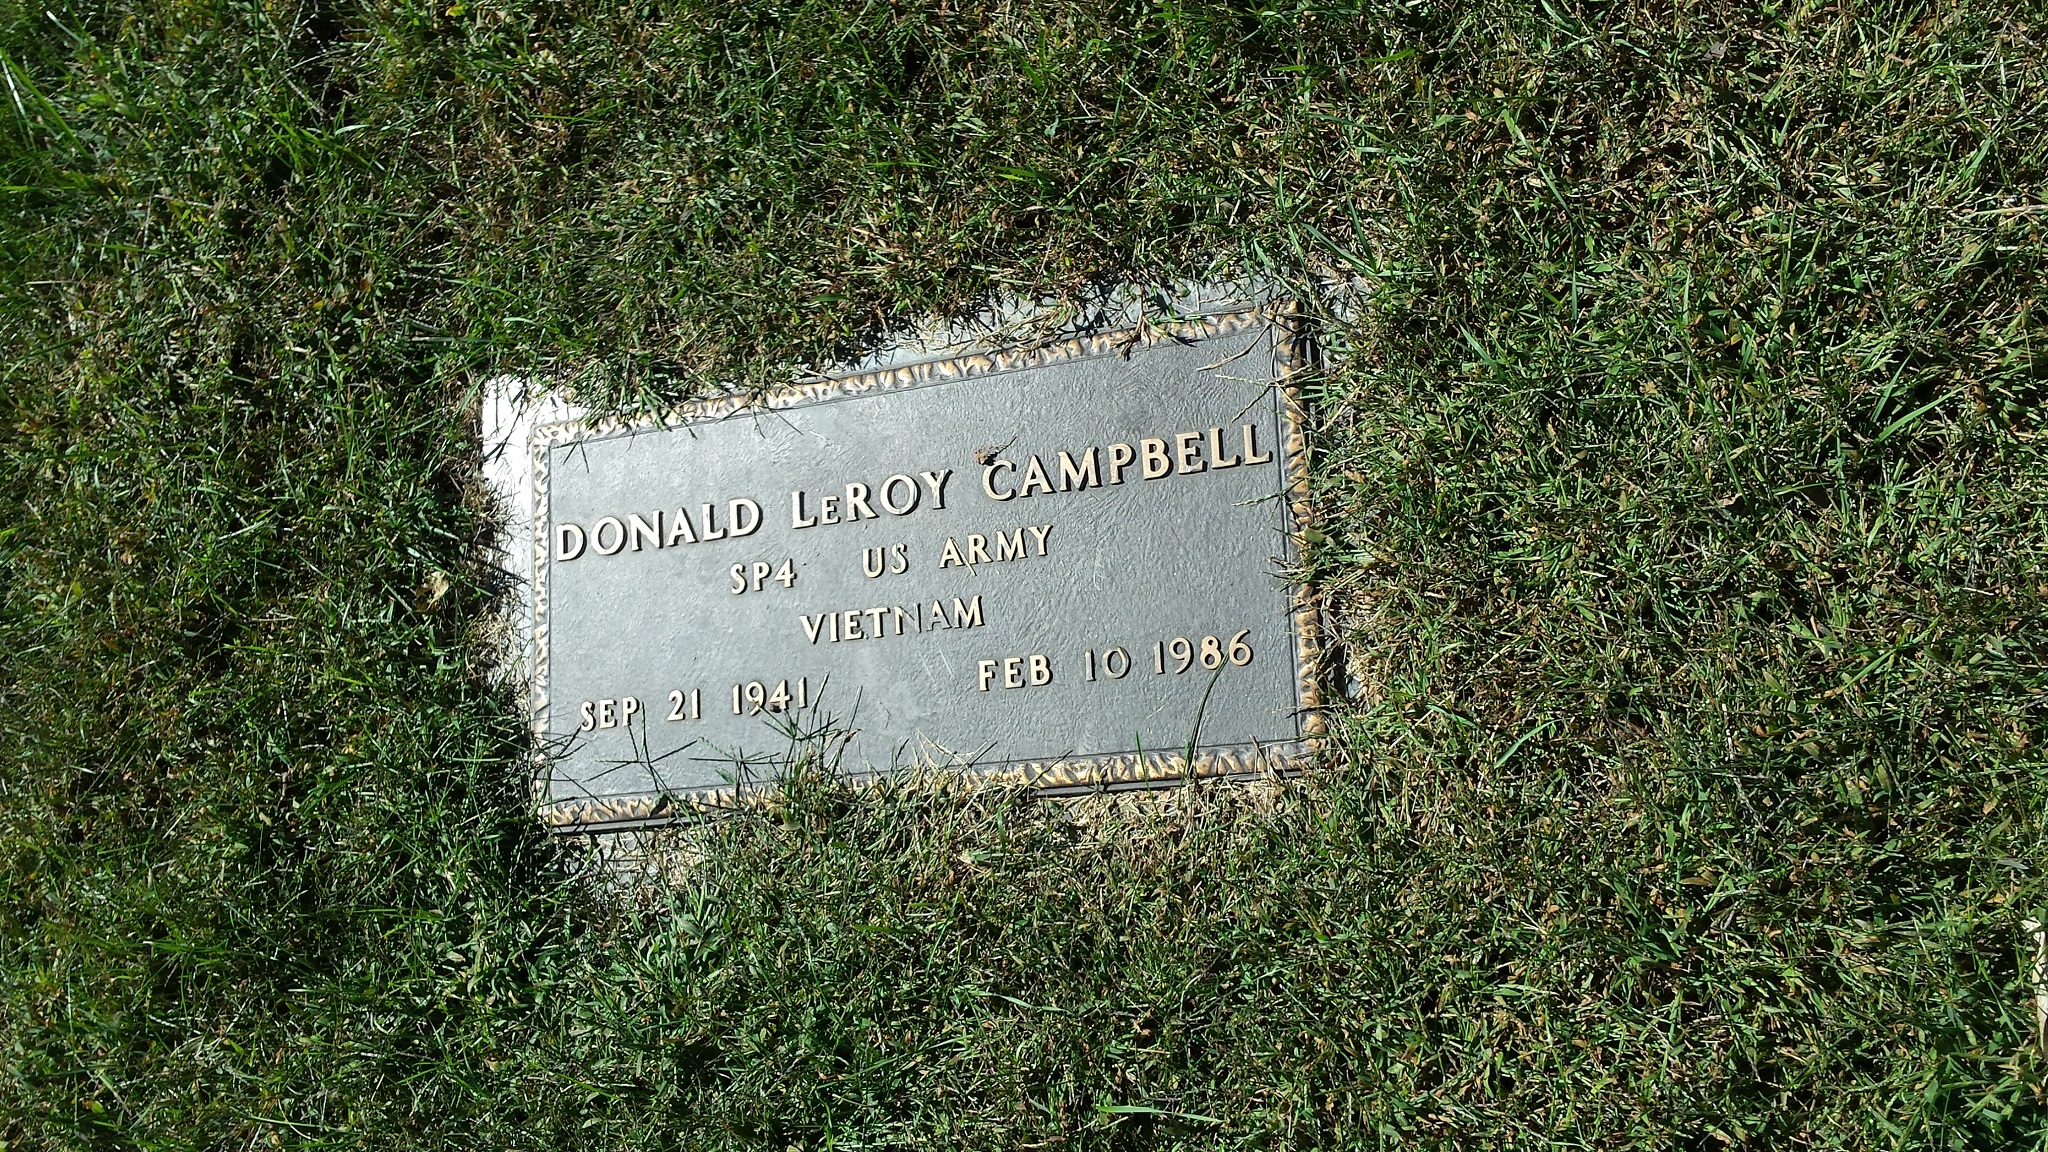 DONALD LeROY CAMPBELL
SP4 US ARMY
VIETNAM
SEP 21 1941 FEB 10 1986